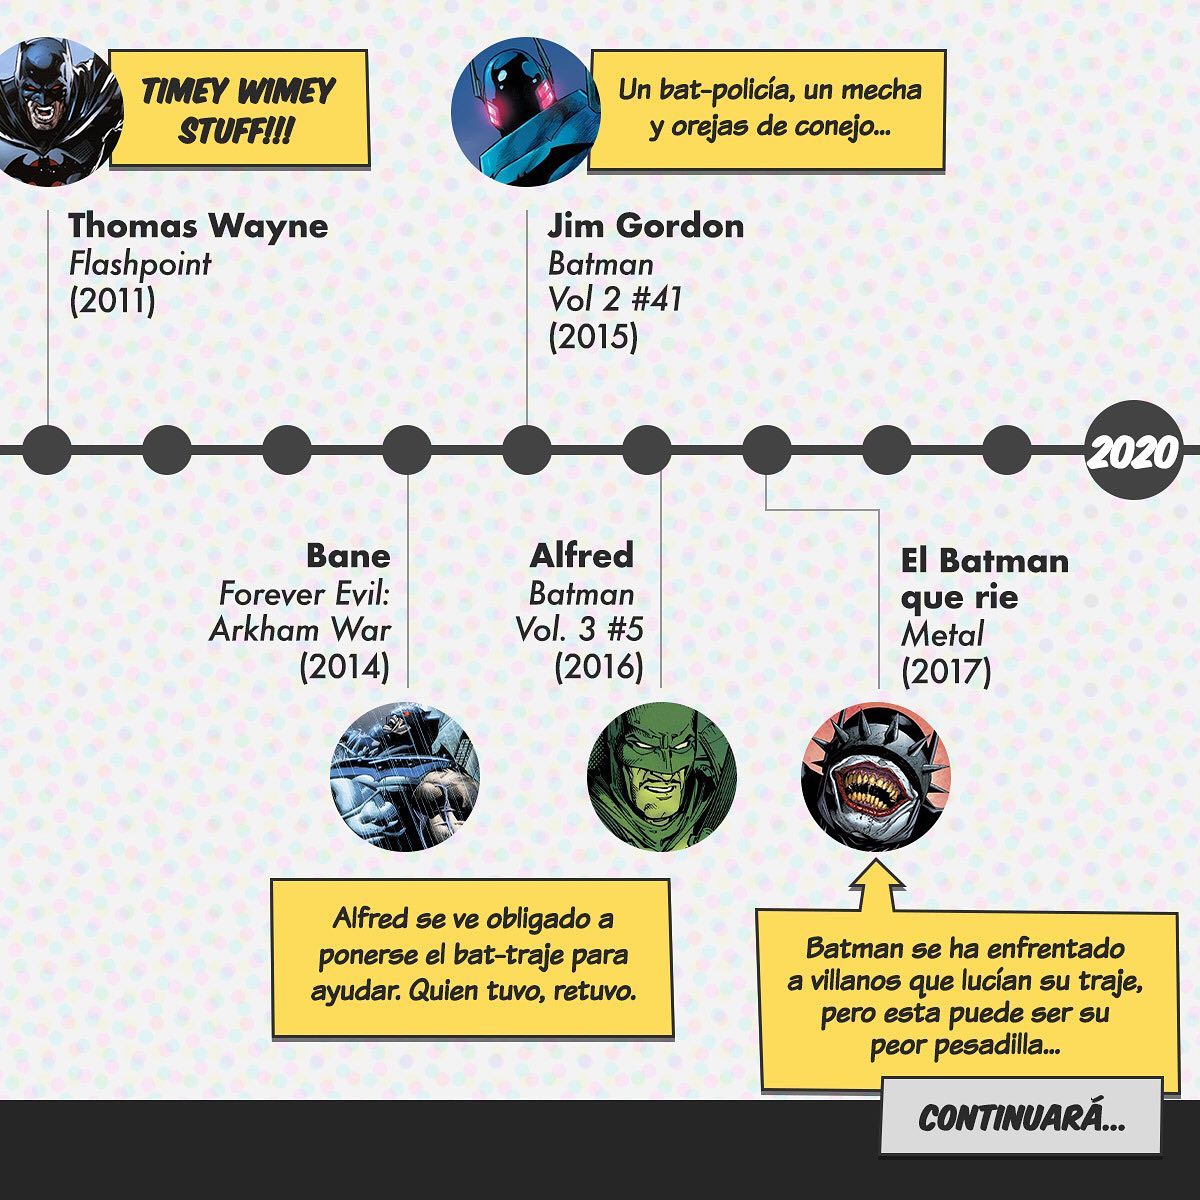 TIMEY WIMEY
STUFF!!!
Thomas Wayne
Flashpoint
(2011)
Un bat-policía, un mecha
y orejas de conejo...
Jim Gordon
Batman
Vol 2 #41
(2015)
2020
Bane
Forever Evil:
Arkham War
(2014)
Alfred
Batman
Vol. 3 #5
(2016)
El Batman
que rie
Metal
(2017)
Alfred se ve obligado a
ponerse el bat-traje para
ayudar. Quien tuvo, retuvo.
Batman se ha enfrentado
a villanos que lucían su traje,
pero esta puede ser su
peor pesadilla...
CONTINUARÁ...